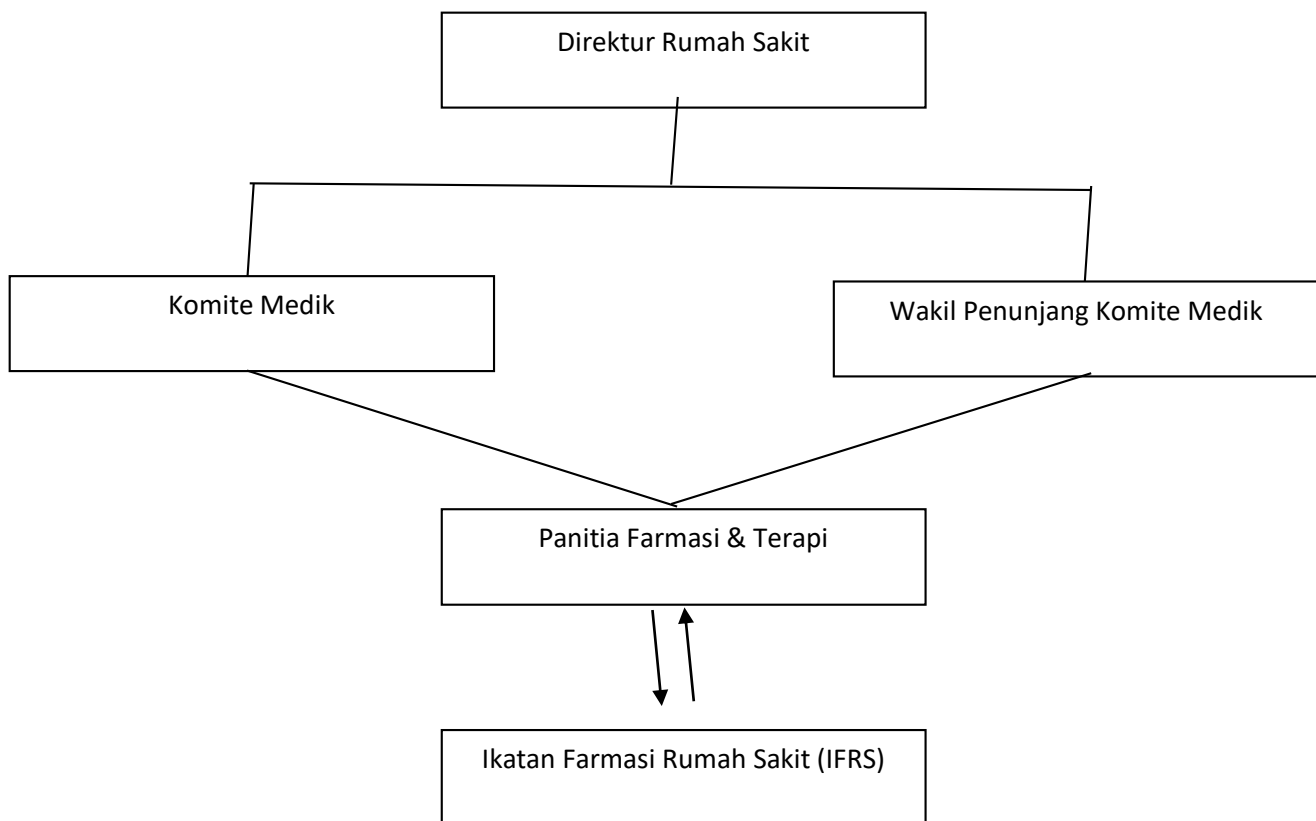 Direktur Rumah Sakit
Komite Medik
Wakil Penunjang Komite Medik
Panitia Farmasi & Terapi
Ikatan Farmasi Rumah Sakit (IFRS)